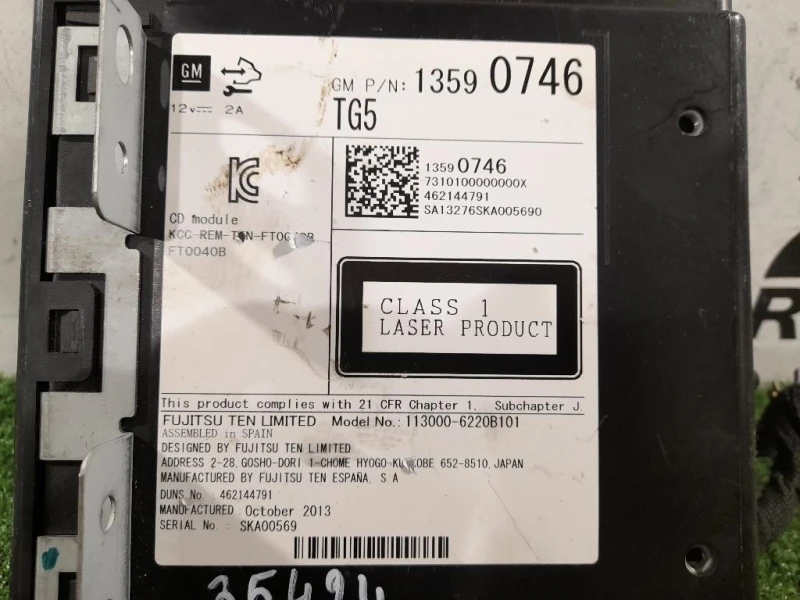 GM
GM P/N: 1359 0746
12v 2A
TG5
1359 0746
7310100000000X
462144791
SA13276SKA005690
CD module
FT0040B
CLASS 1
LASER PRODUCT
This product complies with 21 CFR Chapter 1, Subchapter J.
FUJITSU TEN LIMITED Model No.: 113000-6220B101
ASSEMBLED in SPAIN
DESIGNED BY FUJITSU TEN LIMITED
ADDRESS 2-28, GOSHO-DORI 1-CHOME HYOGO-KU, KOBE 652-8510, JAPAN
MANUFACTURED BY FUJITSU TEN ESPAÑA, S A
DUNS No.: 462144791
MANUFACTURED: October 2013
SERIAL No.: SKA00569
35494